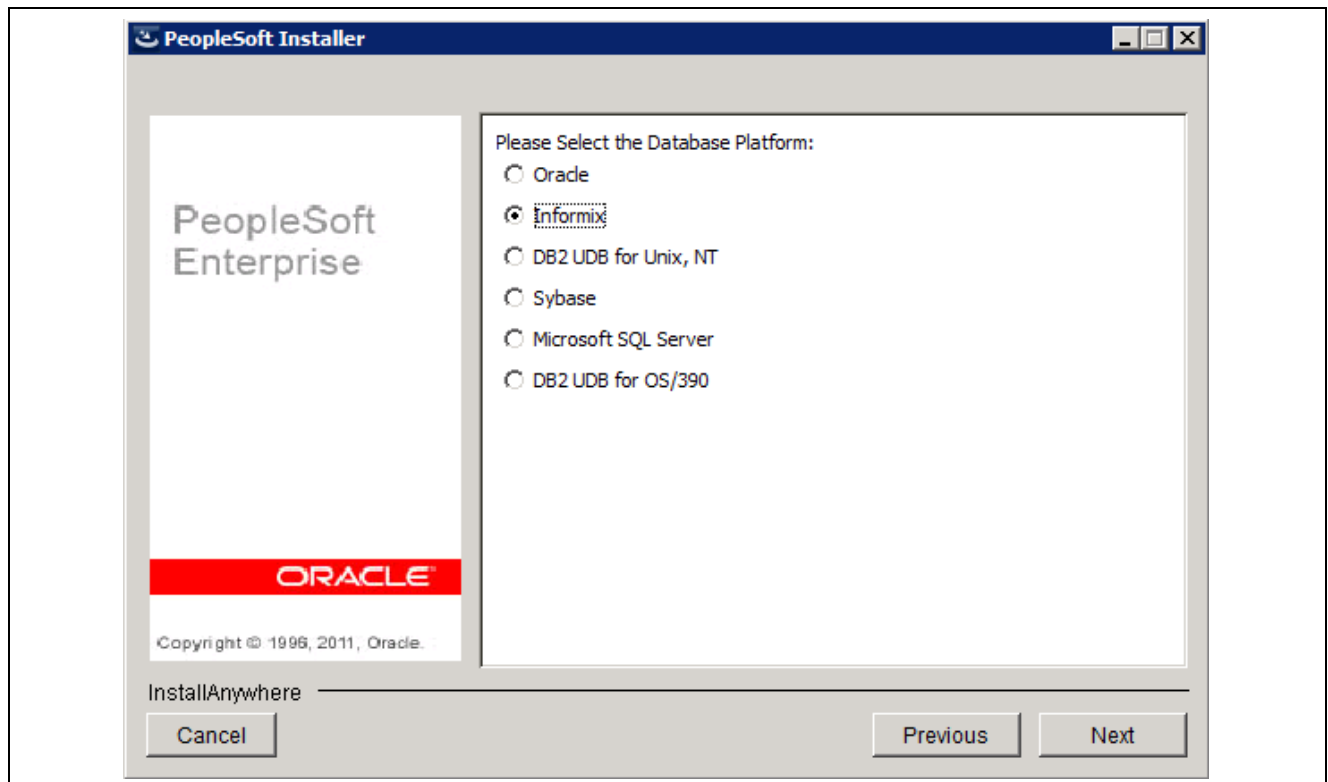 PeopleSoft Installer
Please Select the Database Platform:
Oracle
Informix
DB2 UDB for Unix, NT
Sybase
Microsoft SQL Server
DB2 UDB for OS/390
PeopleSoft
Enterprise
ORACLE
Copyright © 1996, 2011, Oracle.
InstallAnywhere
Cancel
Previous
Next